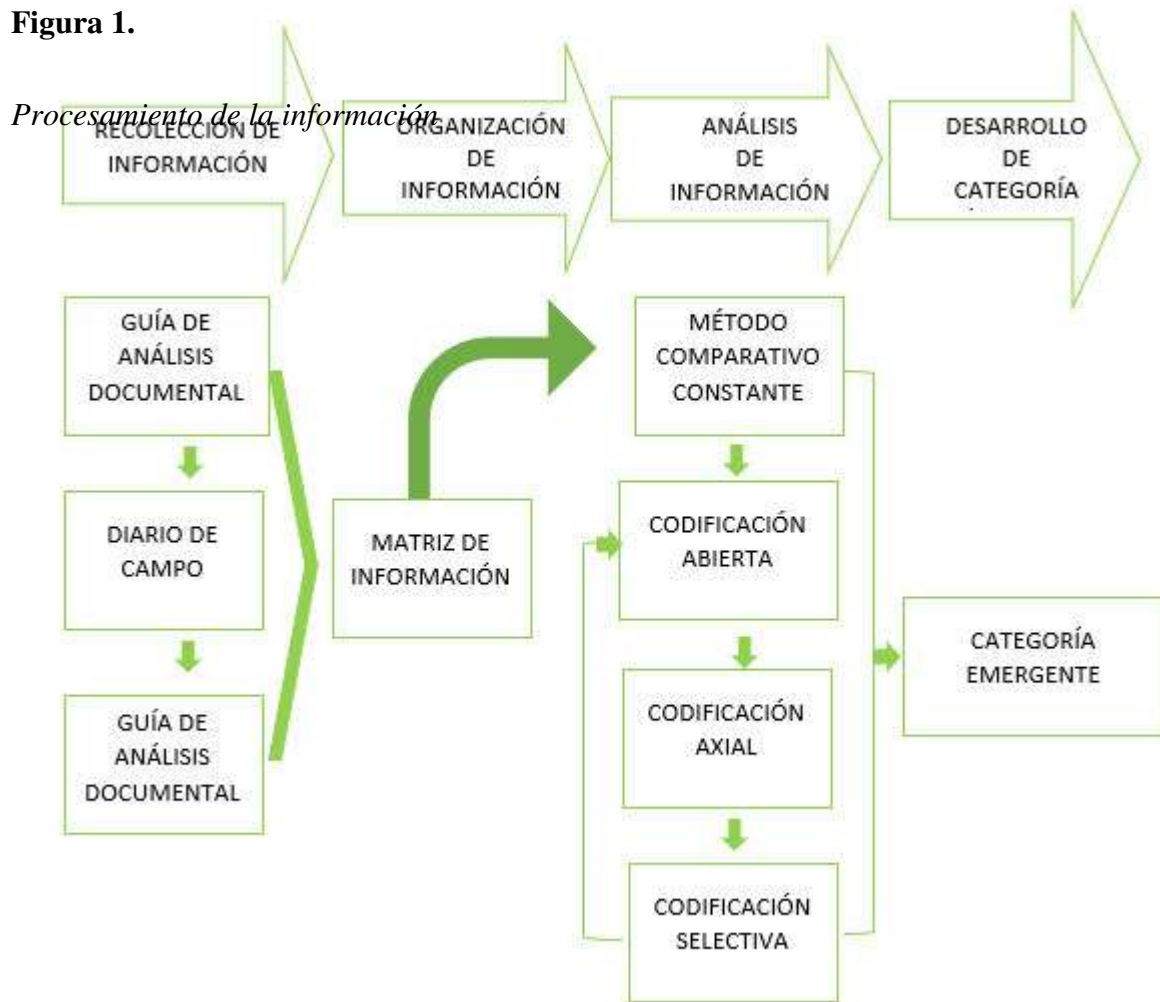 Figura 1.
Procesamiento de la información
RECOLECCIÓN DE
INFORMACIÓN
ORGANIZACIÓN
DE
INFORMACIÓN
ANÁLISIS
DE
INFORMACIÓN
DESARROLLO
DE
CATEGORÍA
GUÍA DE
ANÁLISIS
DOCUMENTAL
DIARIO DE
CAMPO
GUÍA DE
ANÁLISIS
DOCUMENTAL
MATRIZ DE
INFORMACIÓN
MÉTODO
COMPARATIVO
CONSTANTE
CODIFICACIÓN
ABIERTA
CODIFICACIÓN
AXIAL
CODIFICACIÓN
SELECTIVA
CATEGORÍA
EMERGENTE